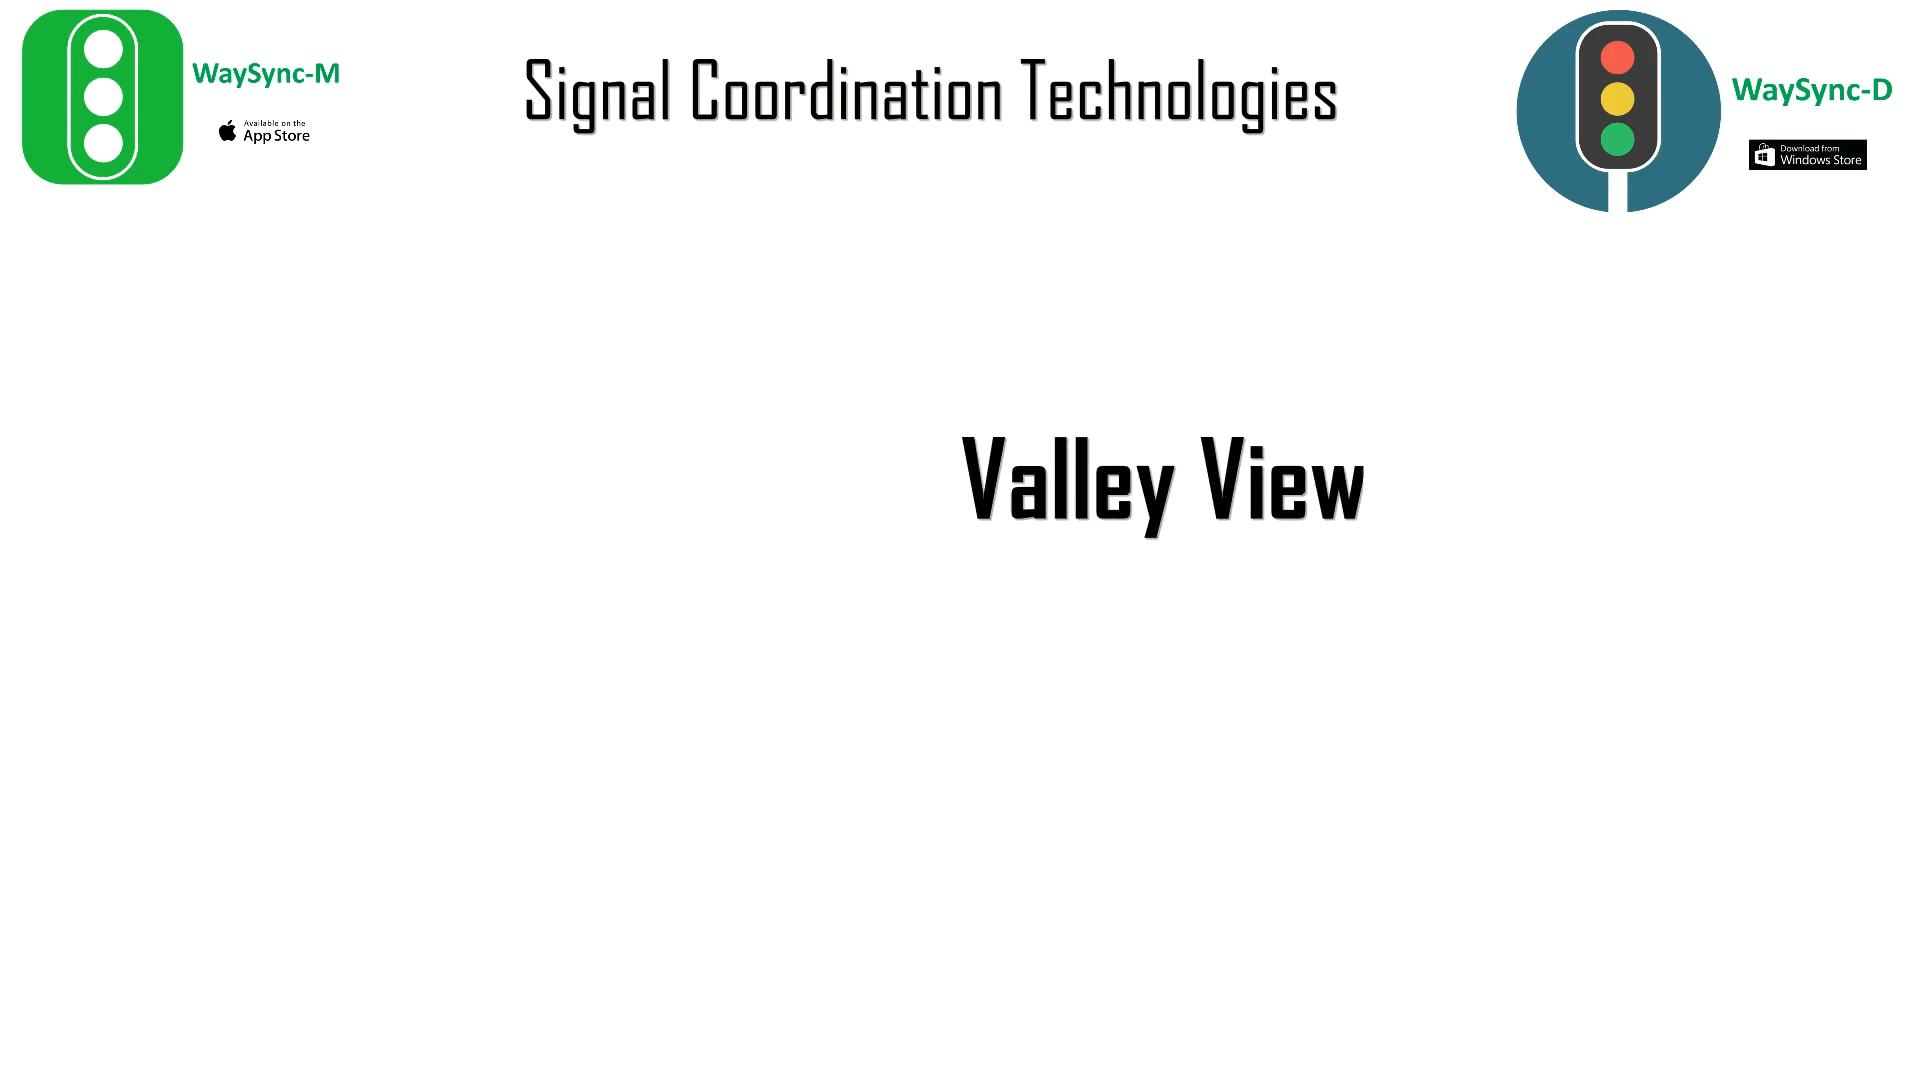 WaySync-M
Available on the
App Store
Signal Coordination Technologies
WaySync-D
Download from
Windows Store
Valley View